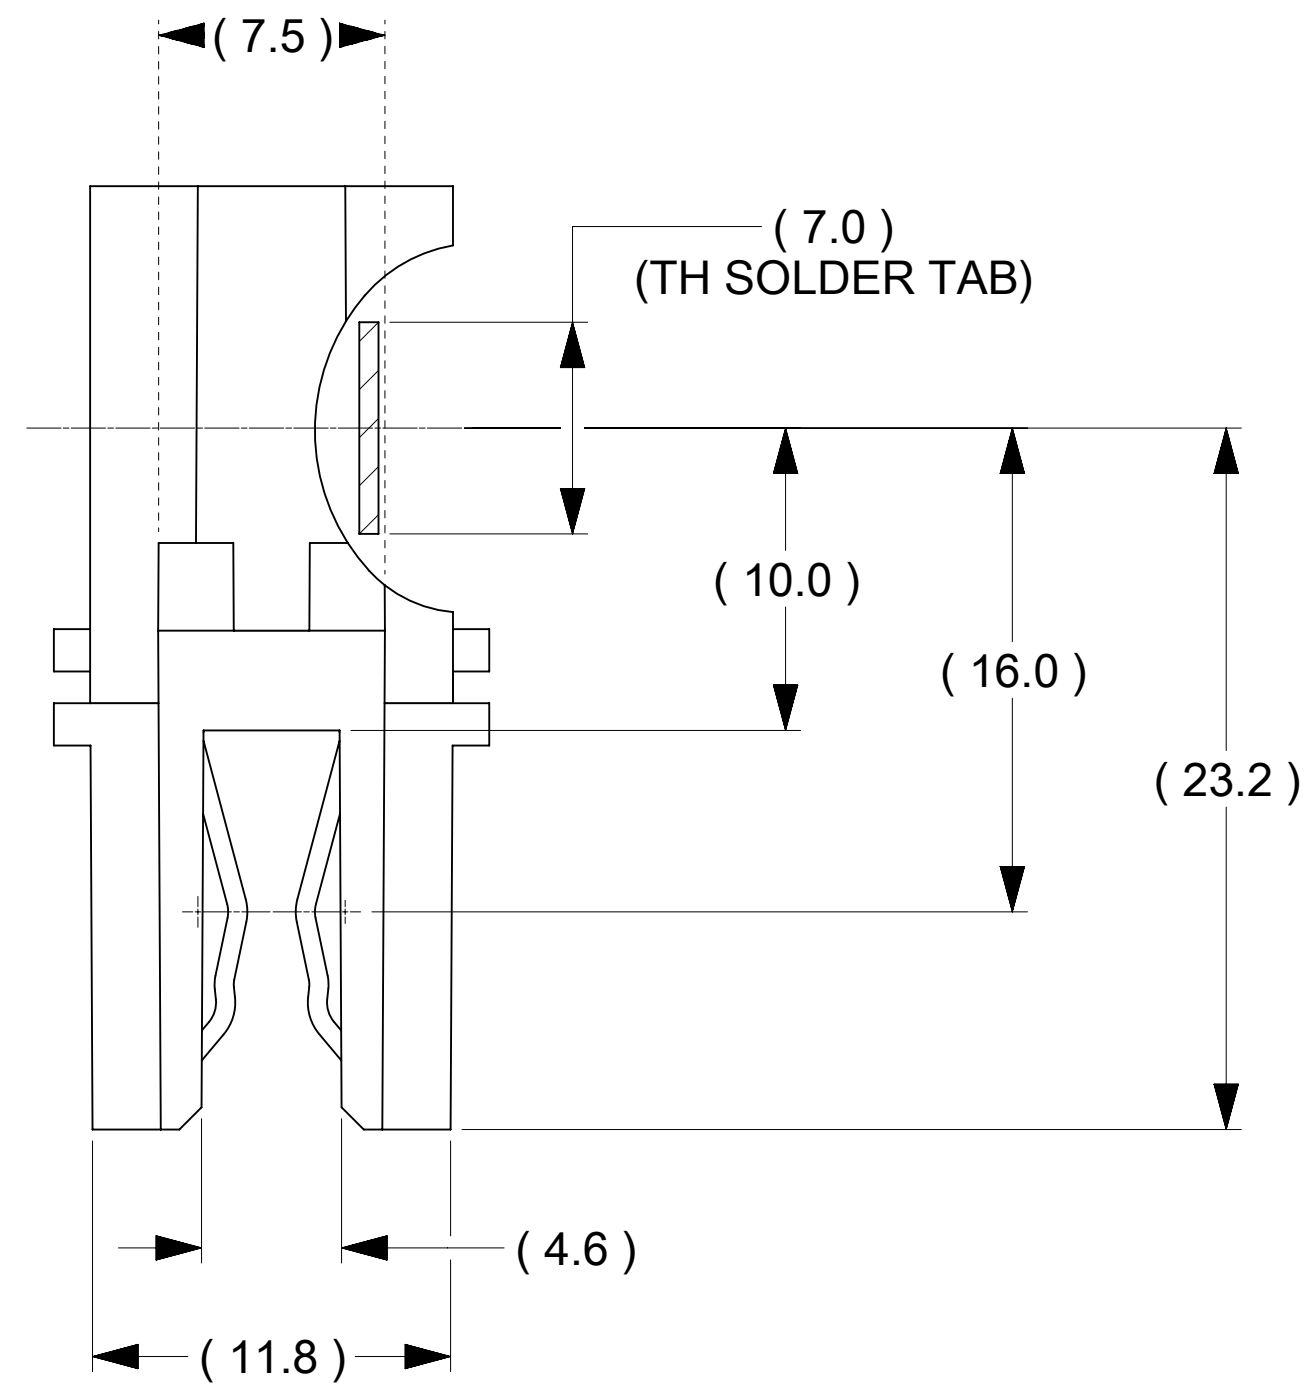 ( 7.5 )
( 7.0 )
(TH SOLDER TAB)
( 10.0 )
( 16.0 )
( 23.2 )
( 4.6 )
( 11.8 )